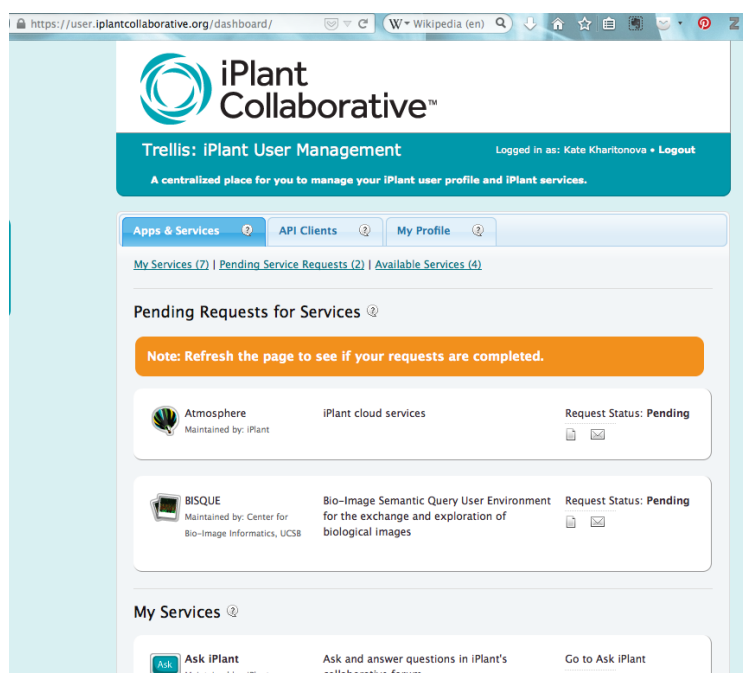 https://user.iplantcollaborative.org/dashboard/
W Wikipedia (en)
iPlant
Collaborative™
Trellis: iPlant User Management
Logged in as: Kate Kharitonova • Logout
A centralized place for you to manage your iPlant user profile and iPlant services.
Apps & Services ? API Clients ? My Profile ?
My Services (7) | Pending Service Requests (2) | Available Services (4)
Pending Requests for Services ?
Note: Refresh the page to see if your requests are completed.
Atmosphere
Maintained by: iPlant
iPlant cloud services
Request Status: Pending
BISQUE
Maintained by: Center for
Bio-Image Informatics, UCSB
Bio-Image Semantic Query User Environment
for the exchange and exploration of
biological images
Request Status: Pending
My Services ?
Ask
Ask iPlant
Ask and answer questions in iPlant's
Go to Ask iPlant